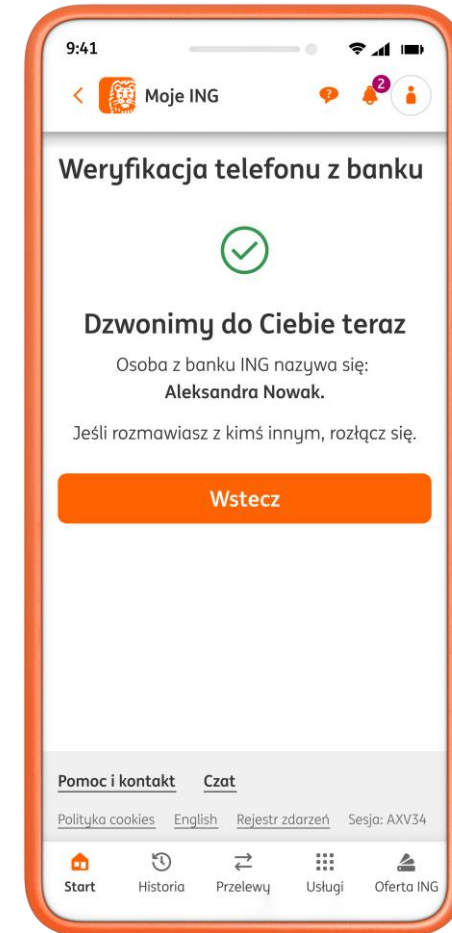 9:41
Moje ING
2
Weryfikacja telefonu z banku
Dzwonimy do Ciebie teraz
Osoba z banku ING nazywa się:
Aleksandra Nowak.
Jeśli rozmawiasz z kimś innym, rozłącz się.
Wstecz
Pomoc i kontakt Czat
Polityka cookies English Rejestr zdarzeń Sesja: AXV34
Start Historia Przelewy Usługi Oferta ING